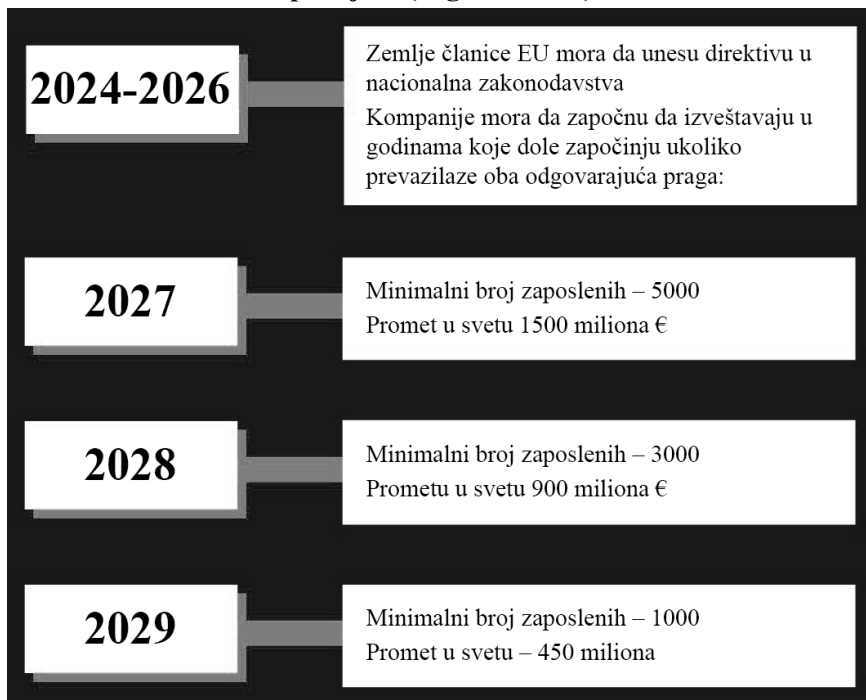 2024-2026
Zemlje članice EU mora da unesu direktivu u
nacionalna zakonodavstva
Kompanije mora da započnu da izveštavaju u
godinama koje dole započinju ukoliko
prevazilaze oba odgovarajuća praga:
2027
Minimalni broj zaposlenih – 5000
Promet u svetu 1500 miliona €
2028
Minimalni broj zaposlenih – 3000
Prometu u svetu 900 miliona €
2029
Minimalni broj zaposlenih – 1000
Promet u svetu – 450 miliona